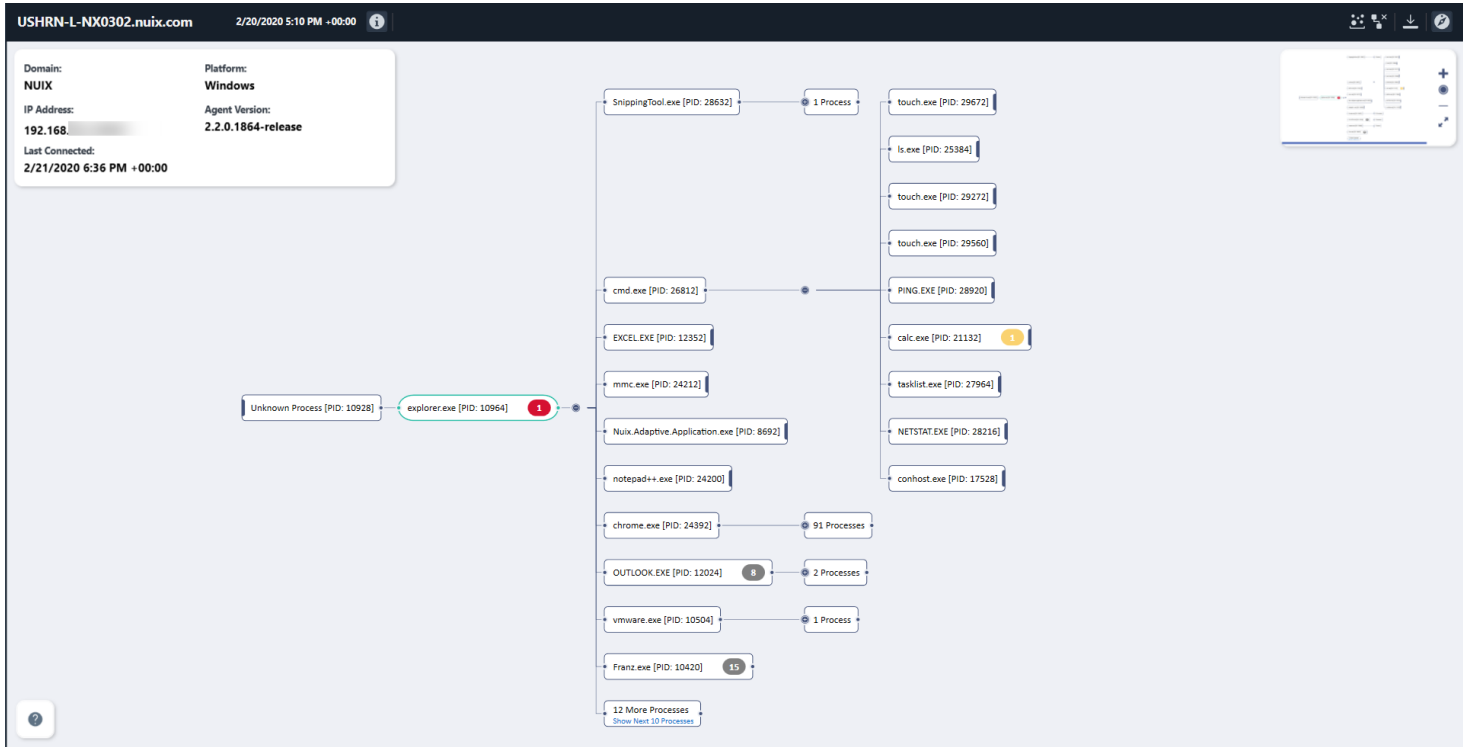 USHRN-L-NX0302.nuix.com 2/20/2020 5:10 PM +00:00
Domain: Platform:
NUIX Windows
IP Address: Agent Version:
192.168. 2.2.0.1864-release
Last Connected:
2/21/2020 6:36 PM +00:00
SnippingTool.exe [PID: 28632] 1 Process touch.exe [PID: 29672]
ls.exe [PID: 25384]
touch.exe [PID: 29272]
touch.exe [PID: 29560]
cmd.exe [PID: 26812] PING.EXE [PID: 28920]
EXCEL.EXE [PID: 12352] calc.exe [PID: 21132] 1
mmc.exe [PID: 24212] tasklist.exe [PID: 27964]
Unknown Process [PID: 10928] explorer.exe [PID: 10964] 1
Nuix.Adaptive.Application.exe [PID: 8692] NETSTAT.EXE [PID: 28216]
notepad++.exe [PID: 24200] conhost.exe [PID: 17528]
chrome.exe [PID: 24392] 91 Processes
OUTLOOK.EXE [PID: 12024] 8 2 Processes
vmware.exe [PID: 10504] 1 Process
Franz.exe [PID: 10420] 15
12 More Processes
Show Next 10 Processes